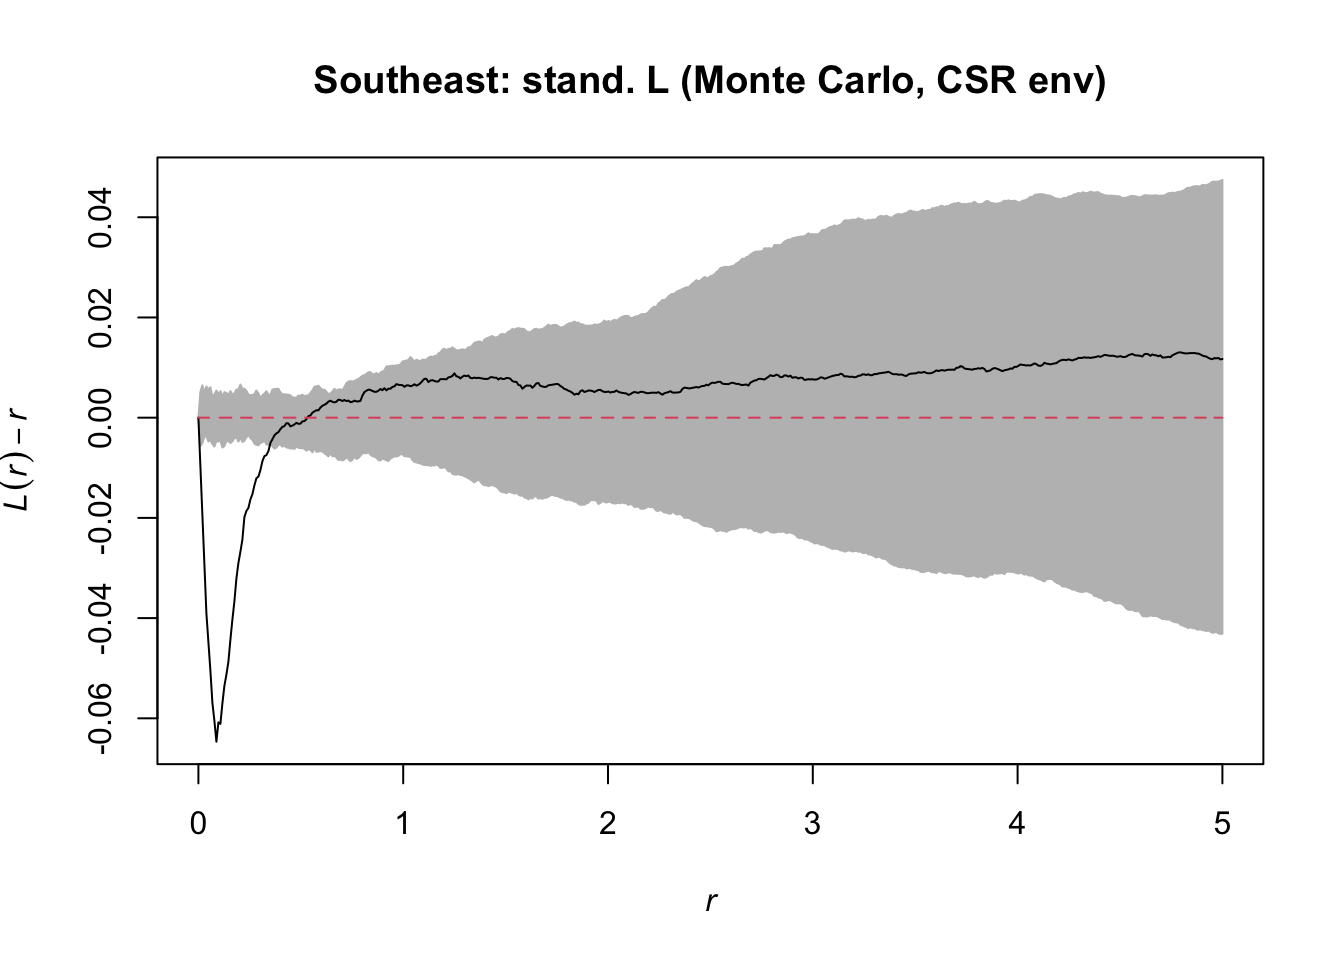 Southeast: stand. L (Monte Carlo, CSR env)
0.04
0.02
0.00
-0.02
-0.04
-0.06
L(r) − r
0 1 2 3 4 5
r